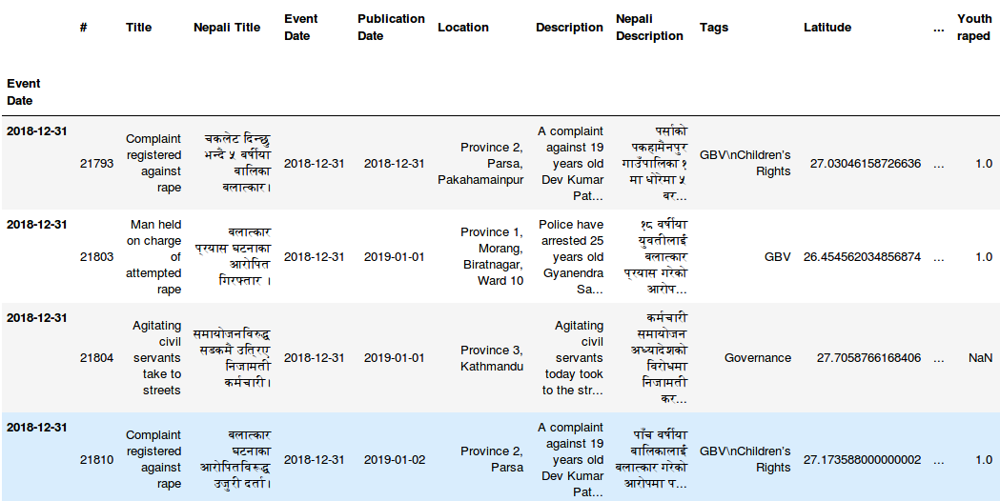 #
Title
Nepali Title
Event
Date
Publication
Date
Location
Description
Nepali
Description
Tags
Latitude
...
Youth
raped
Event
Date
2018-12-31
21793
Complaint
registered
against
rape
चकलेट दिन्छु
भन्दै ५ बर्षीया
बालिका
बलात्कार।
2018-12-31
2018-12-31
Province 2,
Parsa,
Pakahamainpur
A complaint
against 19
years old
Dev Kumar
Pat...
पर्साको
पकहामैनपुर
गाउँपालिका १
मा धोरेमा ५
बर...
GBV\nChildren's
Rights
27.03046158726636
...
1.0
2018-12-31
21803
Man held
on charge
of
attempted
rape
बलात्कार
प्रयास घटनाका
आरोपित
गिरफ्तार ।
2018-12-31
2019-01-01
Province 1,
Morang,
Biratnagar,
Ward 10
Police have
arrested 25
years old
Gyanendra
Sa...
१८ वर्षीया
युवतीलाई
बलात्कार
प्रयास गरेको
आरोप...
GBV
26.454562034856874
...
1.0
2018-12-31
21804
Agitating
civil
servants
take to
streets
समायोजनविरुद्ध
सडकमै उत्रिए
निजामती
कर्मचारी।
2018-12-31
2019-01-01
Province 3,
Kathmandu
Agitating
civil
servants
today took
to the str...
कर्मचारी
समायोजन
अध्यादेशको
विरोधमा
निजामती
कर...
Governance
27.7058766168406
...
NaN
2018-12-31
21810
Complaint
registered
against
rape
बलात्कार
घटनाका
आरोपितविरूद्ध
उजुरी दर्ता।
2018-12-31
2019-01-02
Province 2,
Parsa
A complaint
against 19
years old
Dev Kumar
Pat...
पाँच वर्षीया
बालिकालाई
बलात्कार गरेको
आरोपमा प...
GBV\nChildren's
Rights
27.173588000000002
...
1.0